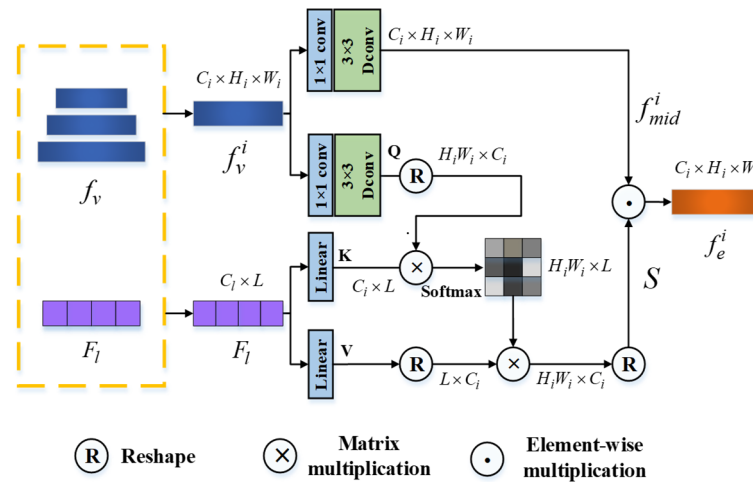 C_i × H_i × W_i
f_v
f_v^i
1×1 conv
3×3
Dconv
C_i × H_i × W_i
f_mid^i
1×1 conv
3×3
Dconv
Q
R
H_iW_i × C_i
C_i × H_i × W
f_e^i
C_l × L
F_l
F_l
Linear
K
C_i × L
×
Softmax
H_iW_i × L
S
Linear
V
R
L × C_i
×
H_iW_i × C_i
R
R Reshape
× Matrix
multiplication
Element-wise
multiplication